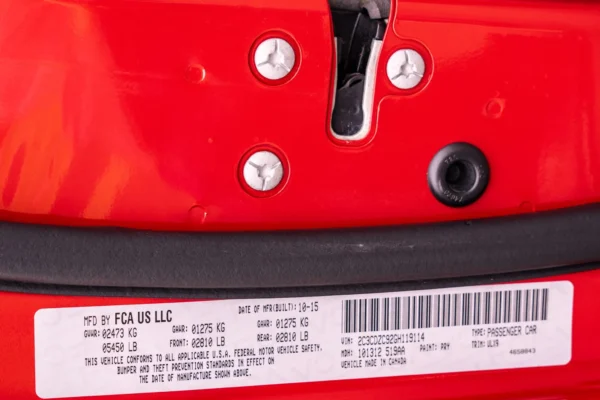 MFD BY FCA US LLC DATE OF MFR(BUILT): 10-15
GVWR: 02473 KG GAWR: 01275 KG GAWR: 01275 KG
05450 LB FRONT: 02810 LB REAR: 02810 LB
THIS VEHICLE CONFORMS TO ALL APPLICABLE U.S.A. FEDERAL MOTOR VEHICLE SAFETY,
BUMPER AND THEFT PREVENTION STANDARDS IN EFFECT ON
THE DATE OF MANUFACTURE SHOWN ABOVE.
VIN: 2C3CDZC92GH119114 TYPE: PASSENGER CAR
MDH: 101312 519AA PAINT: PR4 TRIM: VLX9
VEHICLE MADE IN CANADA 46S08043